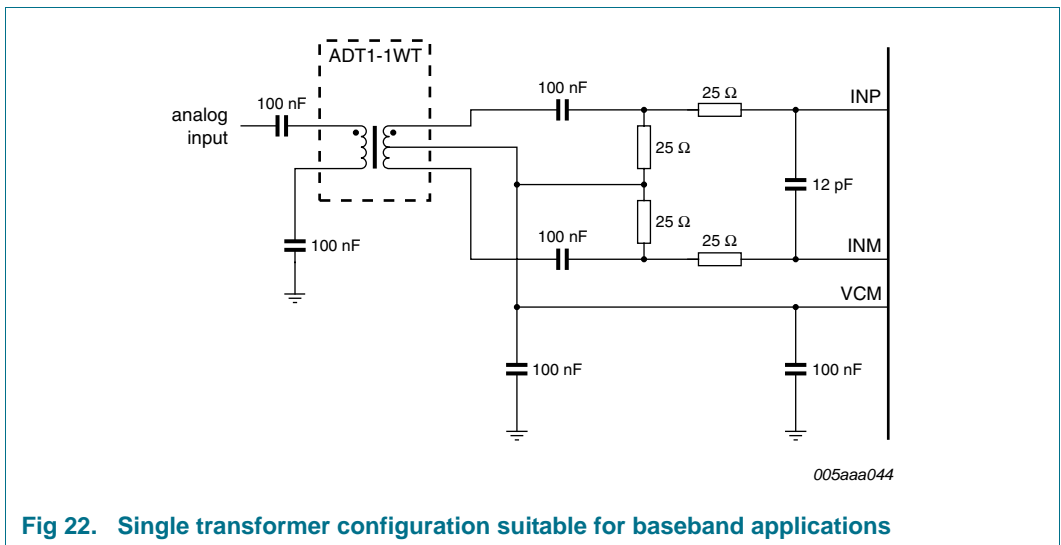 ADT1-1WT
100 nF
analog
input
100 nF
100 nF
25 Ω
INP
25 Ω
12 pF
25 Ω
100 nF
25 Ω
INM
VCM
100 nF
100 nF
005aaa044
Fig 22. Single transformer configuration suitable for baseband applications